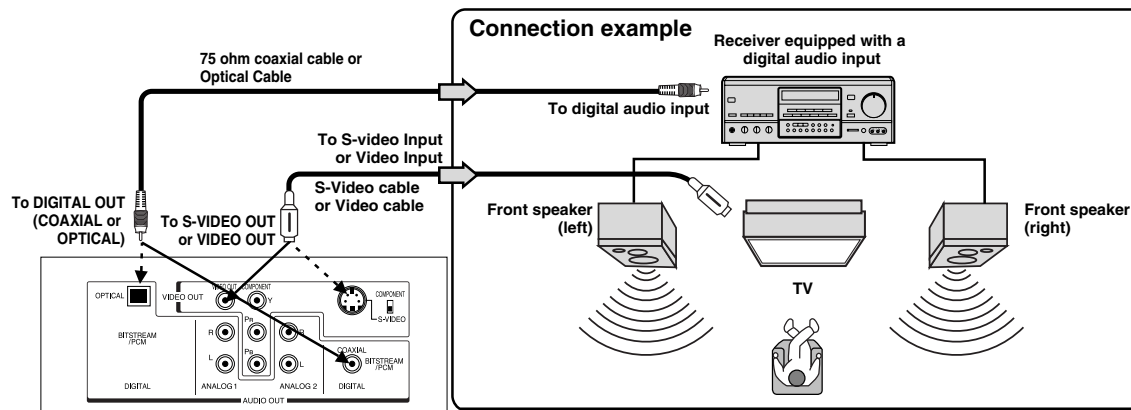 Connection example
75 ohm coaxial cable or
Optical Cable
Receiver equipped with a
digital audio input
To digital audio input
To S-video Input
or Video Input
S-Video cable
or Video cable
To DIGITAL OUT
(COAXIAL or
OPTICAL)
To S-VIDEO OUT
or VIDEO OUT
Front speaker
(left)
Front speaker
(right)
TV
OPTICAL
VIDEO OUT
VIDEO OUT
COMPONENT
Y
COMPONENT
S-VIDEO
BITSTREAM
/PCM
R
PR
R
L
PB
L
COAXIAL
BITSTREAM
/PCM
DIGITAL
ANALOG 1
ANALOG 2
DIGITAL
AUDIO OUT